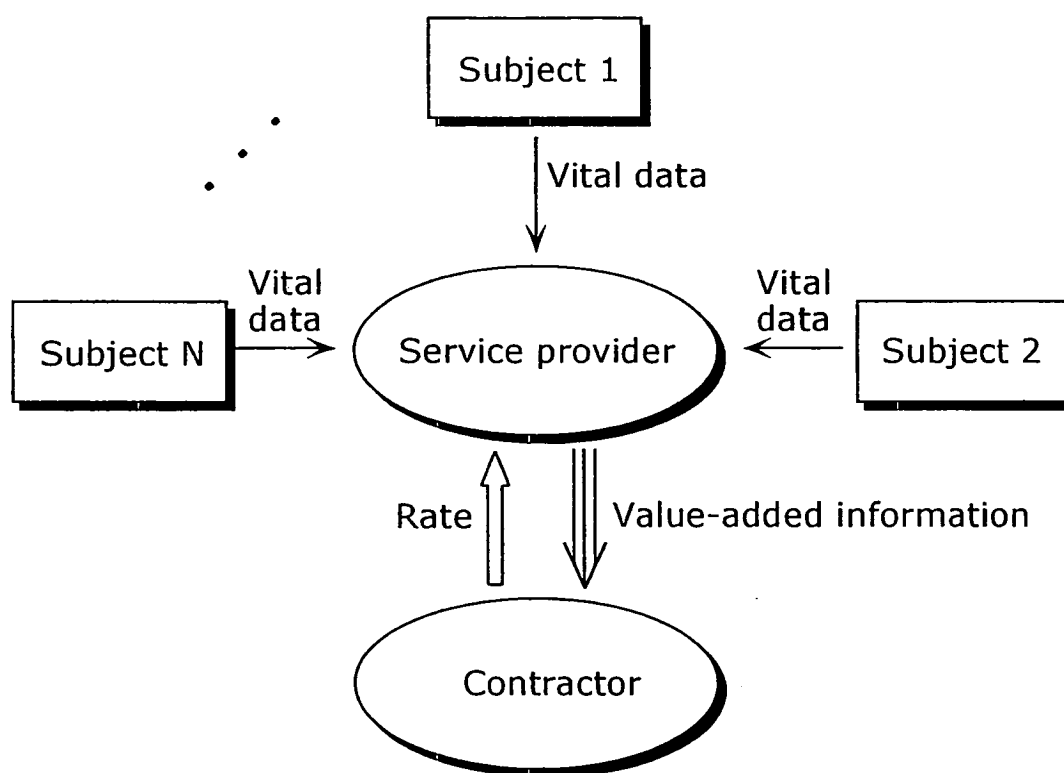 Subject 1
Vital data
Vital
data
Vital
data
Subject N
Service provider
Subject 2
Rate
Value-added information
Contractor